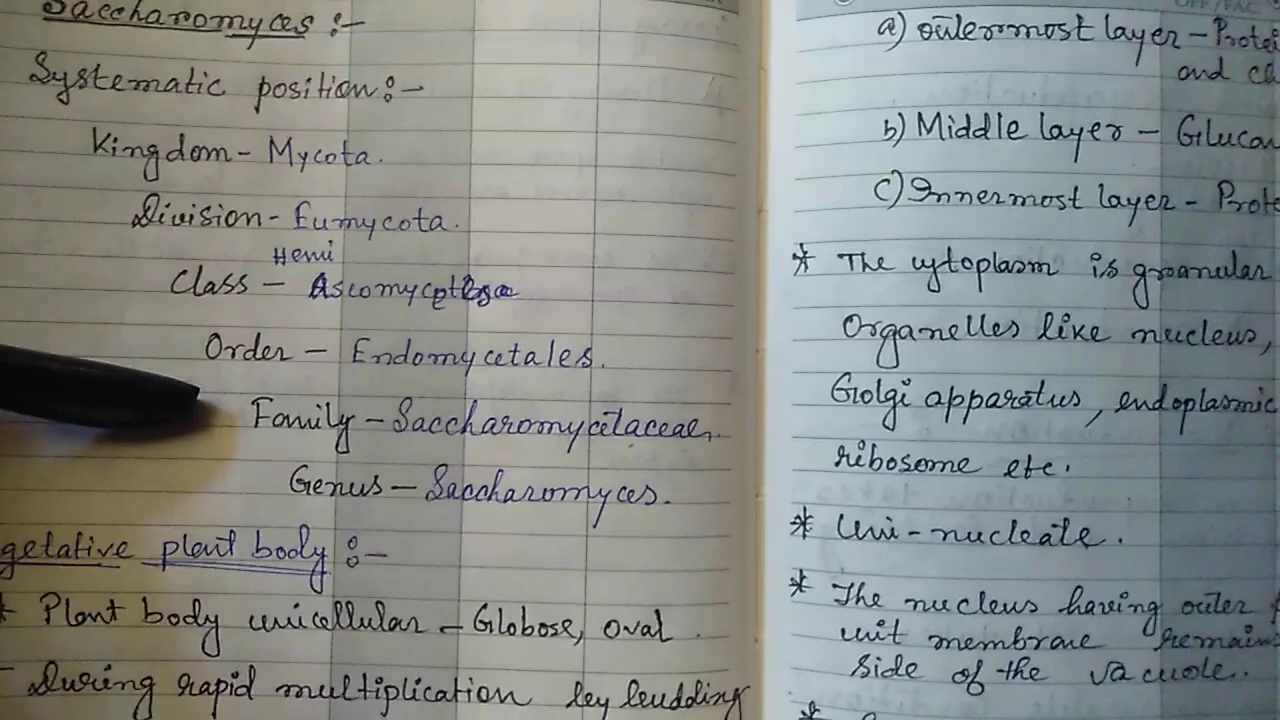 Saccharomyces :-
Systematic position :-
Kingdom - Mycota.
Division - Eumycota.
Hemi
Class - Ascomycetes
Order - Endomycetales.
Family - Saccharomycetaceae.
Genus - Saccharomyces.
getative plant body :-
* Plant body unicellular - Globose, oval.
- During rapid multiplication by budding
a) outermost layer - Protei
and ca
b) Middle layer - Glucan
c) Innermost layer - Prote
* The cytoplasm is granular
Organelles like nucleus,
Golgi apparatus, endoplasmic
ribosome etc.
* Uni-nucleate.
* The nucleus having outer
unit membrane remain
side of the vacuole.